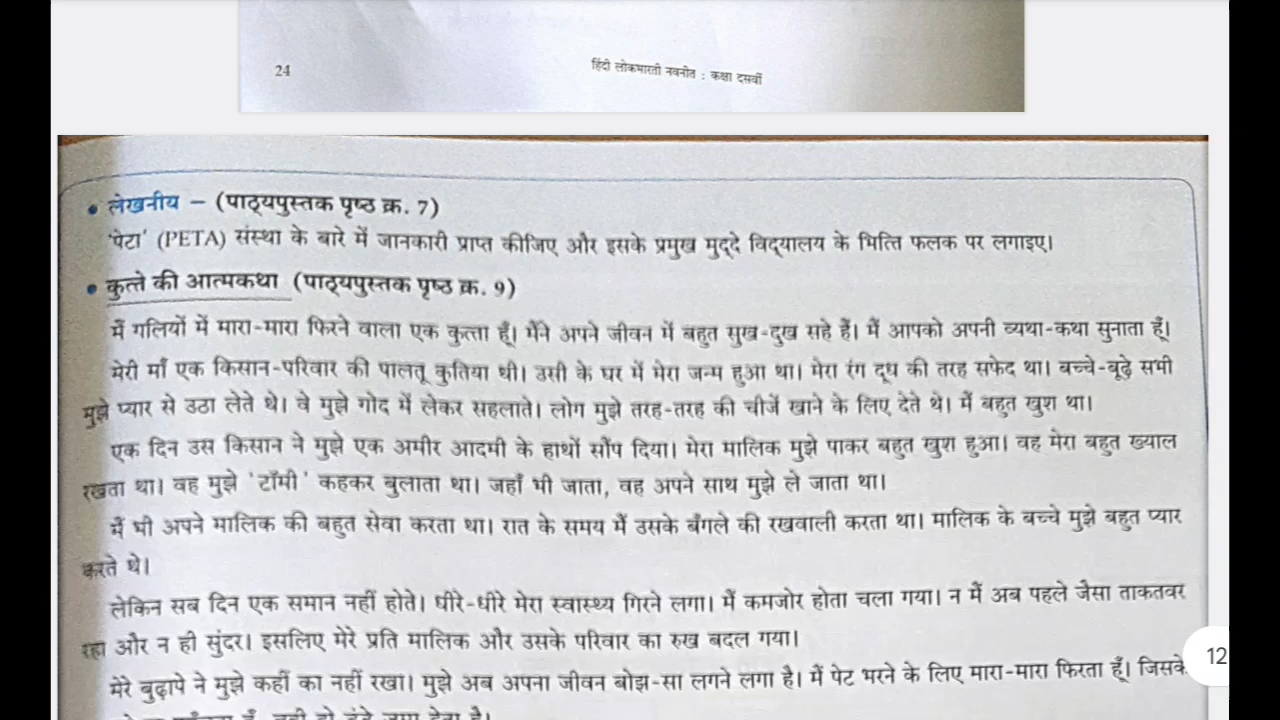 24
हिंदी लोकभारती नवनीत : कक्षा दसवीं
• लेखनीय – (पाठ्यपुस्तक पृष्ठ क्र. 7)
'पेटा' (PETA) संस्था के बारे में जानकारी प्राप्त कीजिए और इसके प्रमुख मुद्दे विद्यालय के भित्ति फलक पर लगाइए।
• कुत्ते की आत्मकथा (पाठ्यपुस्तक पृष्ठ क्र. 9)
मैं गलियों में मारा-मारा फिरने वाला एक कुत्ता हूँ। मैंने अपने जीवन में बहुत सुख-दुख सहे हैं। मैं आपको अपनी व्यथा-कथा सुनाता हूँ।
मेरी माँ एक किसान-परिवार की पालतू कुतिया थी। उसी के घर में मेरा जन्म हुआ था। मेरा रंग दूध की तरह सफेद था। बच्चे-बूढ़े सभी
मुझे प्यार से उठा लेते थे। वे मुझे गोद में लेकर सहलाते। लोग मुझे तरह-तरह की चीजें खाने के लिए देते थे। मैं बहुत खुश था।
एक दिन उस किसान ने मुझे एक अमीर आदमी के हाथों सौंप दिया। मेरा मालिक मुझे पाकर बहुत खुश हुआ। वह मेरा बहुत ख्याल
रखता था। वह मुझे 'टॉमी' कहकर बुलाता था। जहाँ भी जाता, वह अपने साथ मुझे ले जाता था।
मैं भी अपने मालिक की बहुत सेवा करता था। रात के समय मैं उसके बँगले की रखवाली करता था। मालिक के बच्चे मुझे बहुत प्यार
करते थे।
लेकिन सब दिन एक समान नहीं होते। धीरे-धीरे मेरा स्वास्थ्य गिरने लगा। मैं कमजोर होता चला गया। न मैं अब पहले जैसा ताकतवर
रहा और न ही सुंदर। इसलिए मेरे प्रति मालिक और उसके परिवार का रुख बदल गया।
मेरे बुढ़ापे ने मुझे कहीं का नहीं रखा। मुझे अब अपना जीवन बोझ-सा लगने लगा है। मैं पेट भरने के लिए मारा-मारा फिरता हूँ। जिसके
12